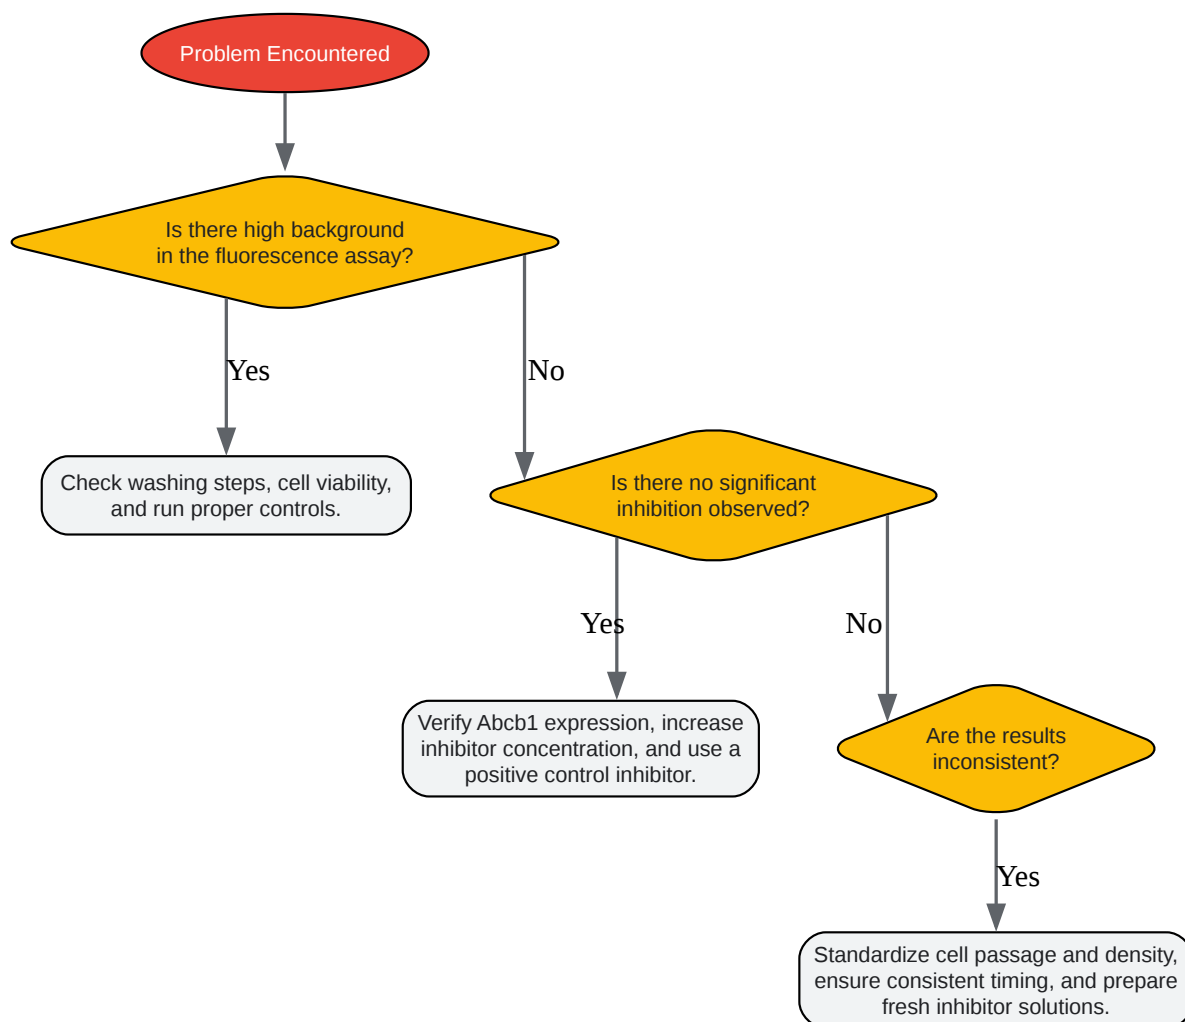 Problem Encountered
Is there high background
in the fluorescence assay?
Yes
No
Check washing steps, cell viability,
and run proper controls.
Is there no significant
inhibition observed?
Yes
No
Verify Abcb1 expression, increase
inhibitor concentration, and use a
positive control inhibitor.
Are the results
inconsistent?
Yes
Standardize cell passage and density,
ensure consistent timing, and prepare
fresh inhibitor solutions.